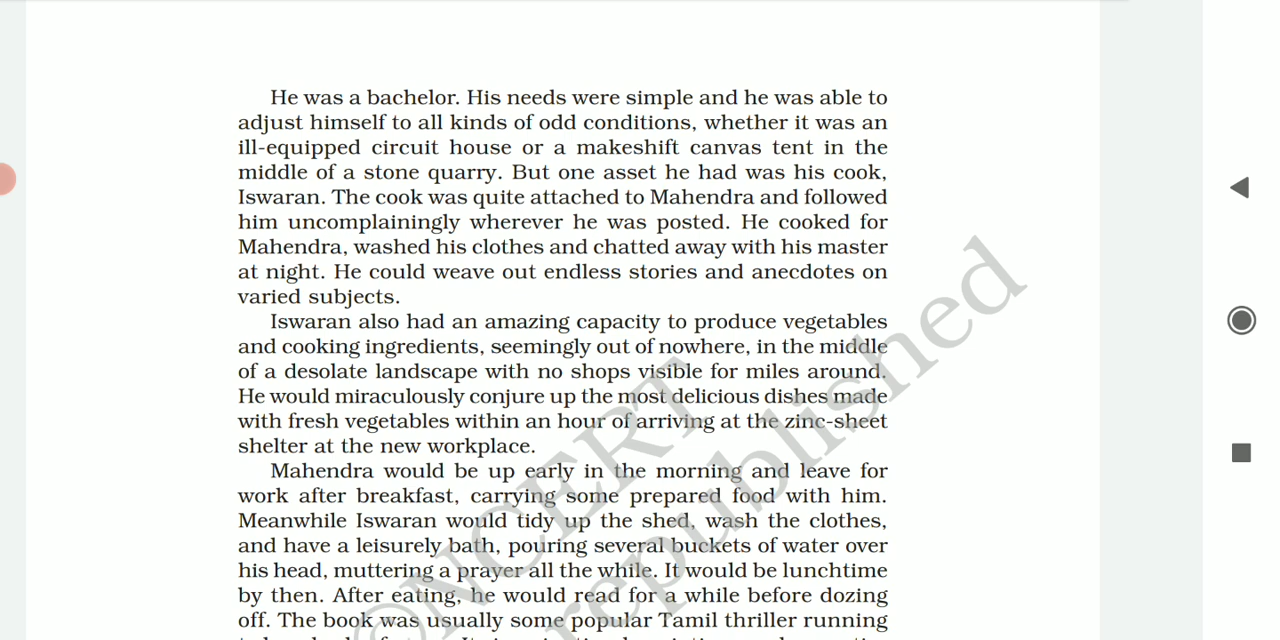 He was a bachelor. His needs were simple and he was able to
adjust himself to all kinds of odd conditions, whether it was an
ill-equipped circuit house or a makeshift canvas tent in the
middle of a stone quarry. But one asset he had was his cook,
Iswaran. The cook was quite attached to Mahendra and followed
him uncomplainingly wherever he was posted. He cooked for
Mahendra, washed his clothes and chatted away with his master
at night. He could weave out endless stories and anecdotes on
varied subjects.
Iswaran also had an amazing capacity to produce vegetables
and cooking ingredients, seemingly out of nowhere, in the middle
of a desolate landscape with no shops visible for miles around.
He would miraculously conjure up the most delicious dishes made
with fresh vegetables within an hour of arriving at the zinc-sheet
shelter at the new workplace.
Mahendra would be up early in the morning and leave for
work after breakfast, carrying some prepared food with him.
Meanwhile Iswaran would tidy up the shed, wash the clothes,
and have a leisurely bath, pouring several buckets of water over
his head, muttering a prayer all the while. It would be lunchtime
by then. After eating, he would read for a while before dozing
off. The book was usually some popular Tamil thriller running
©NCERT
republished